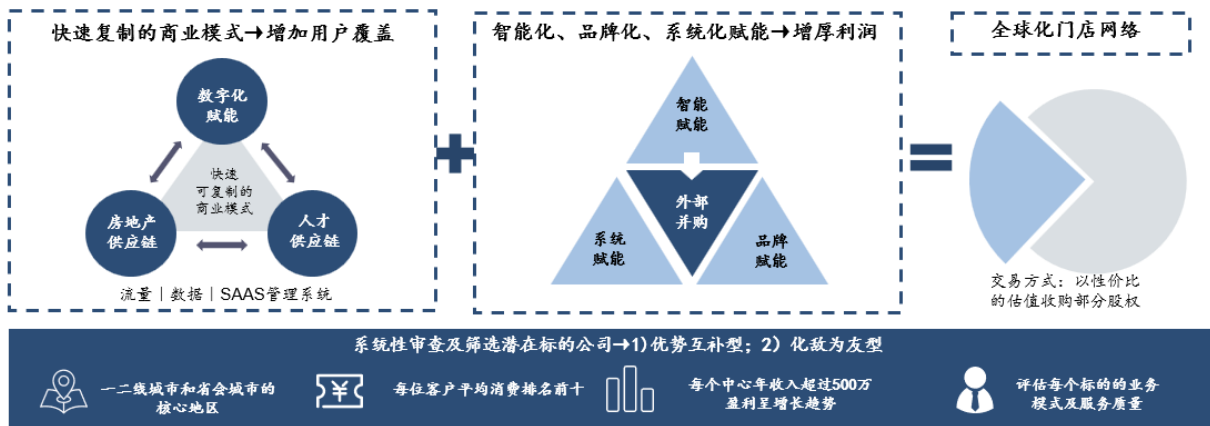 快速复制的商业模式→增加用户覆盖
数字化
赋能
快速
可复制的
商业模式
房地产
供应链
人才
供应链
流量｜数据｜SAAS管理系统
智能化、品牌化、系统化赋能→增厚利润
智能
赋能
外部
并购
系统
赋能
品牌
赋能
全球化门店网络
交易方式：以性价比
的估值收购部分股权
系统性审查及筛选潜在标的公司→1)优势互补型；2）化敌为友型
一二线城市和省会城市的
核心地区
每位客户平均消费排名前十
每个中心年收入超过500万
盈利至增长趋势
评估每个标的的业务
模式及服务质量